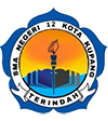 SMA NEGERI 12 KOTA KUPANG
TERINDAH